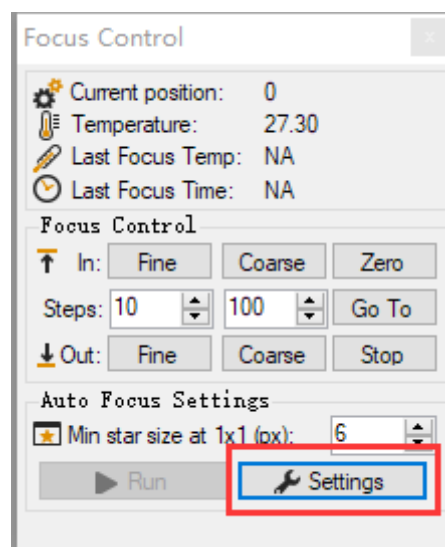 Focus Control
x
Current position: 0
Temperature: 27.30
Last Focus Temp: NA
Last Focus Time: NA
Focus Control
In: Fine Coarse Zero
Steps: 10 100 Go To
Out: Fine Coarse Stop
Auto Focus Settings
Min star size at 1x1 (px): 6
Run Settings